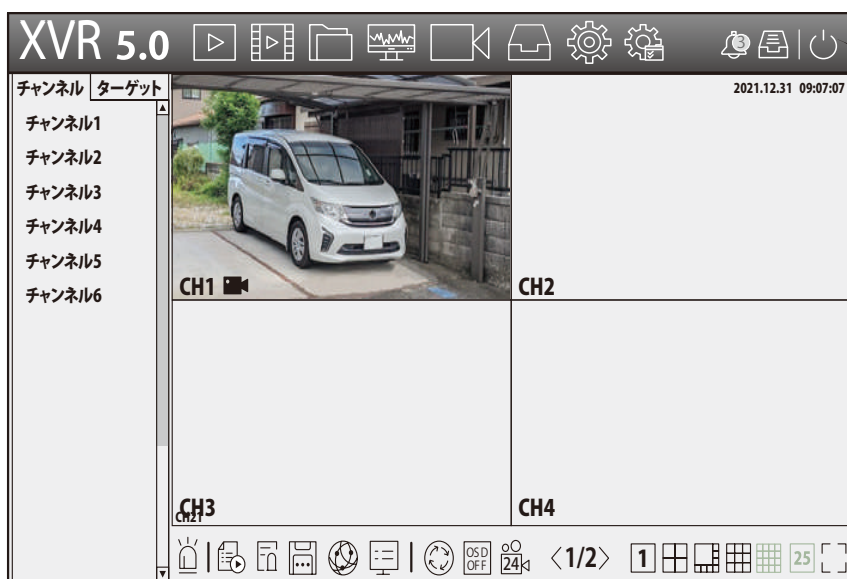 XVR 5.0
3
チャンネル ターゲット
2021.12.31 09:07:07
チャンネル1
チャンネル2
チャンネル3
チャンネル4
チャンネル5
チャンネル6
CH1
CH2
CH3
CH21
CH4
OSD
OFF
24
<1/2>
1
25